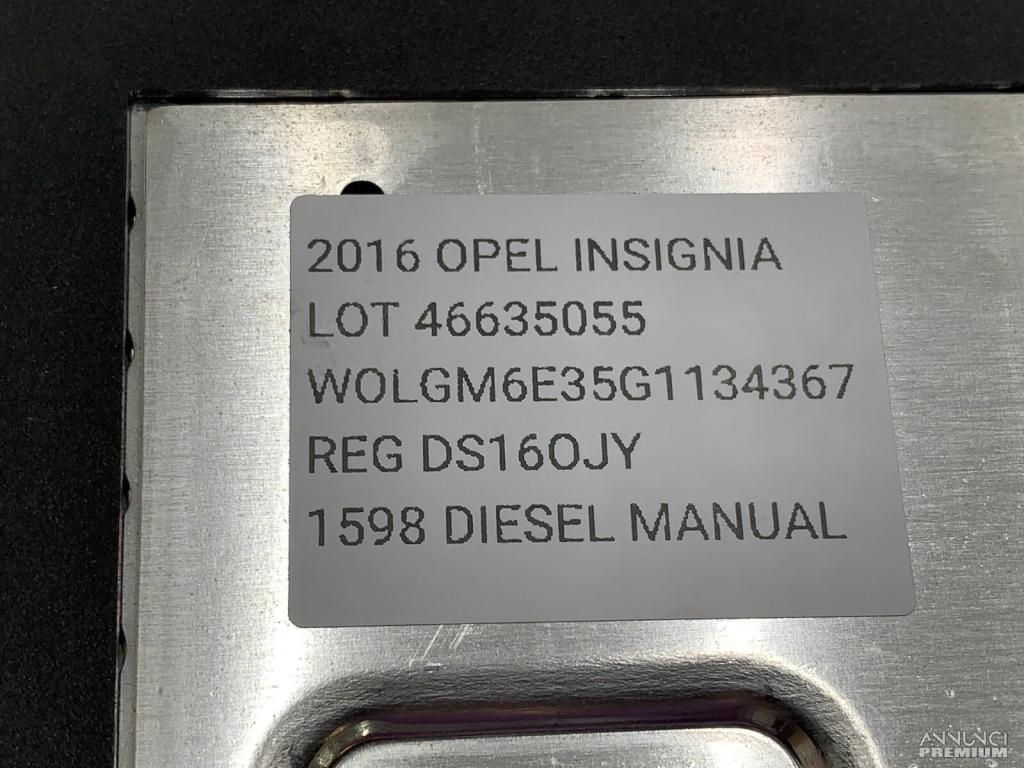 2016 OPEL INSIGNIA
LOT 46635055
WOLGM6E35G1134367
REG DS16OJY
1598 DIESEL MANUAL
ANNUNCI
PREMIUM